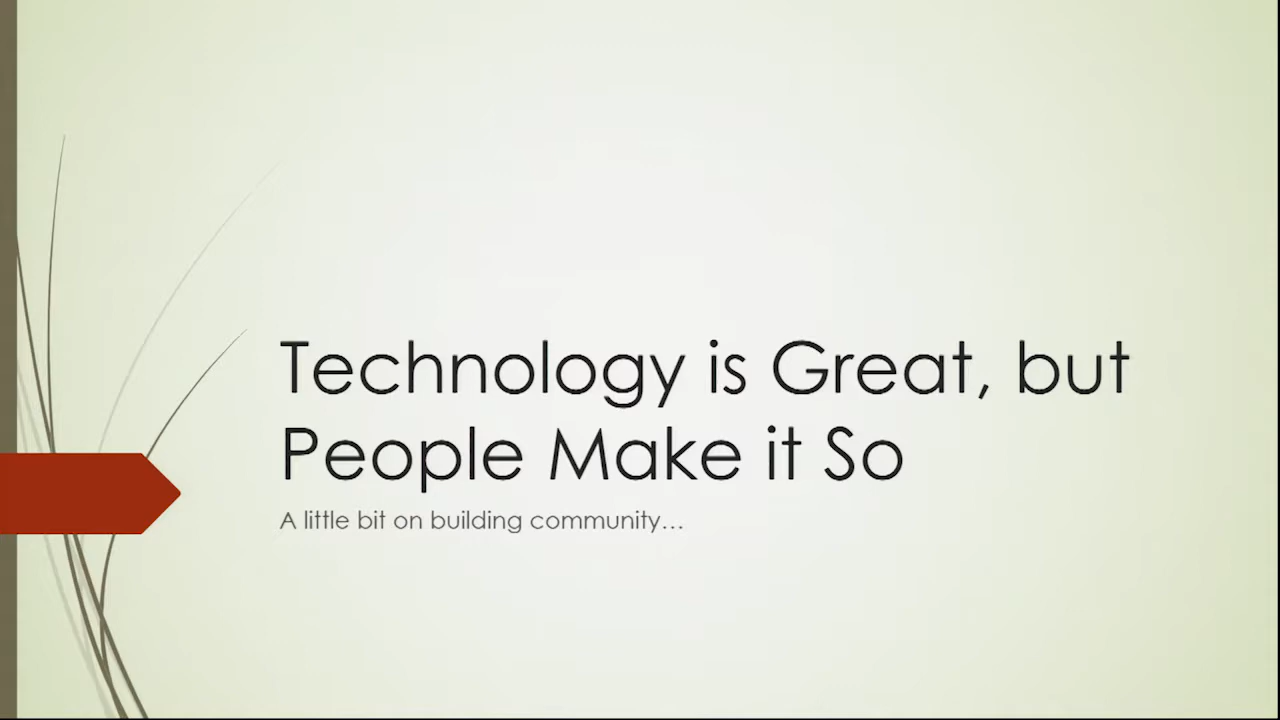 Technology is Great, but
People Make it So
A little bit on building community...